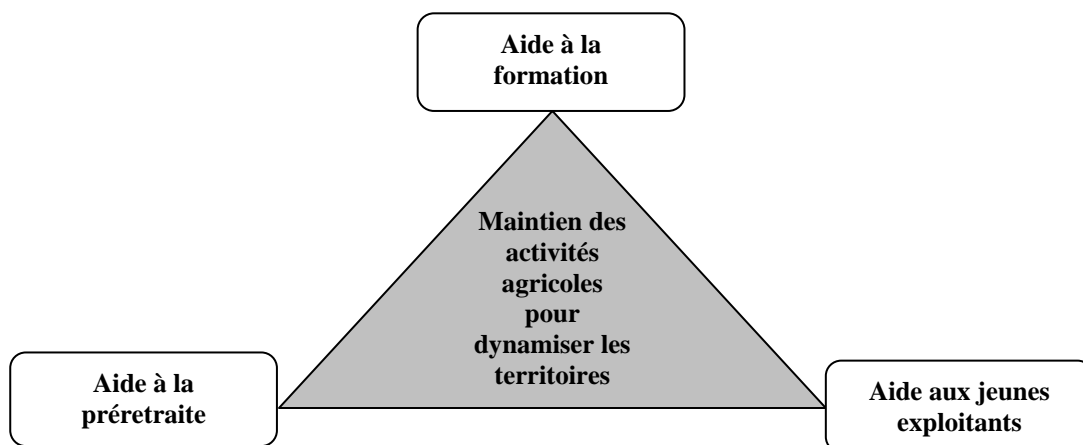 Aide à la
formation
Maintien des
activités
agricoles
pour
dynamiser les
territoires
Aide à la
préretraite
Aide aux jeunes
exploitants